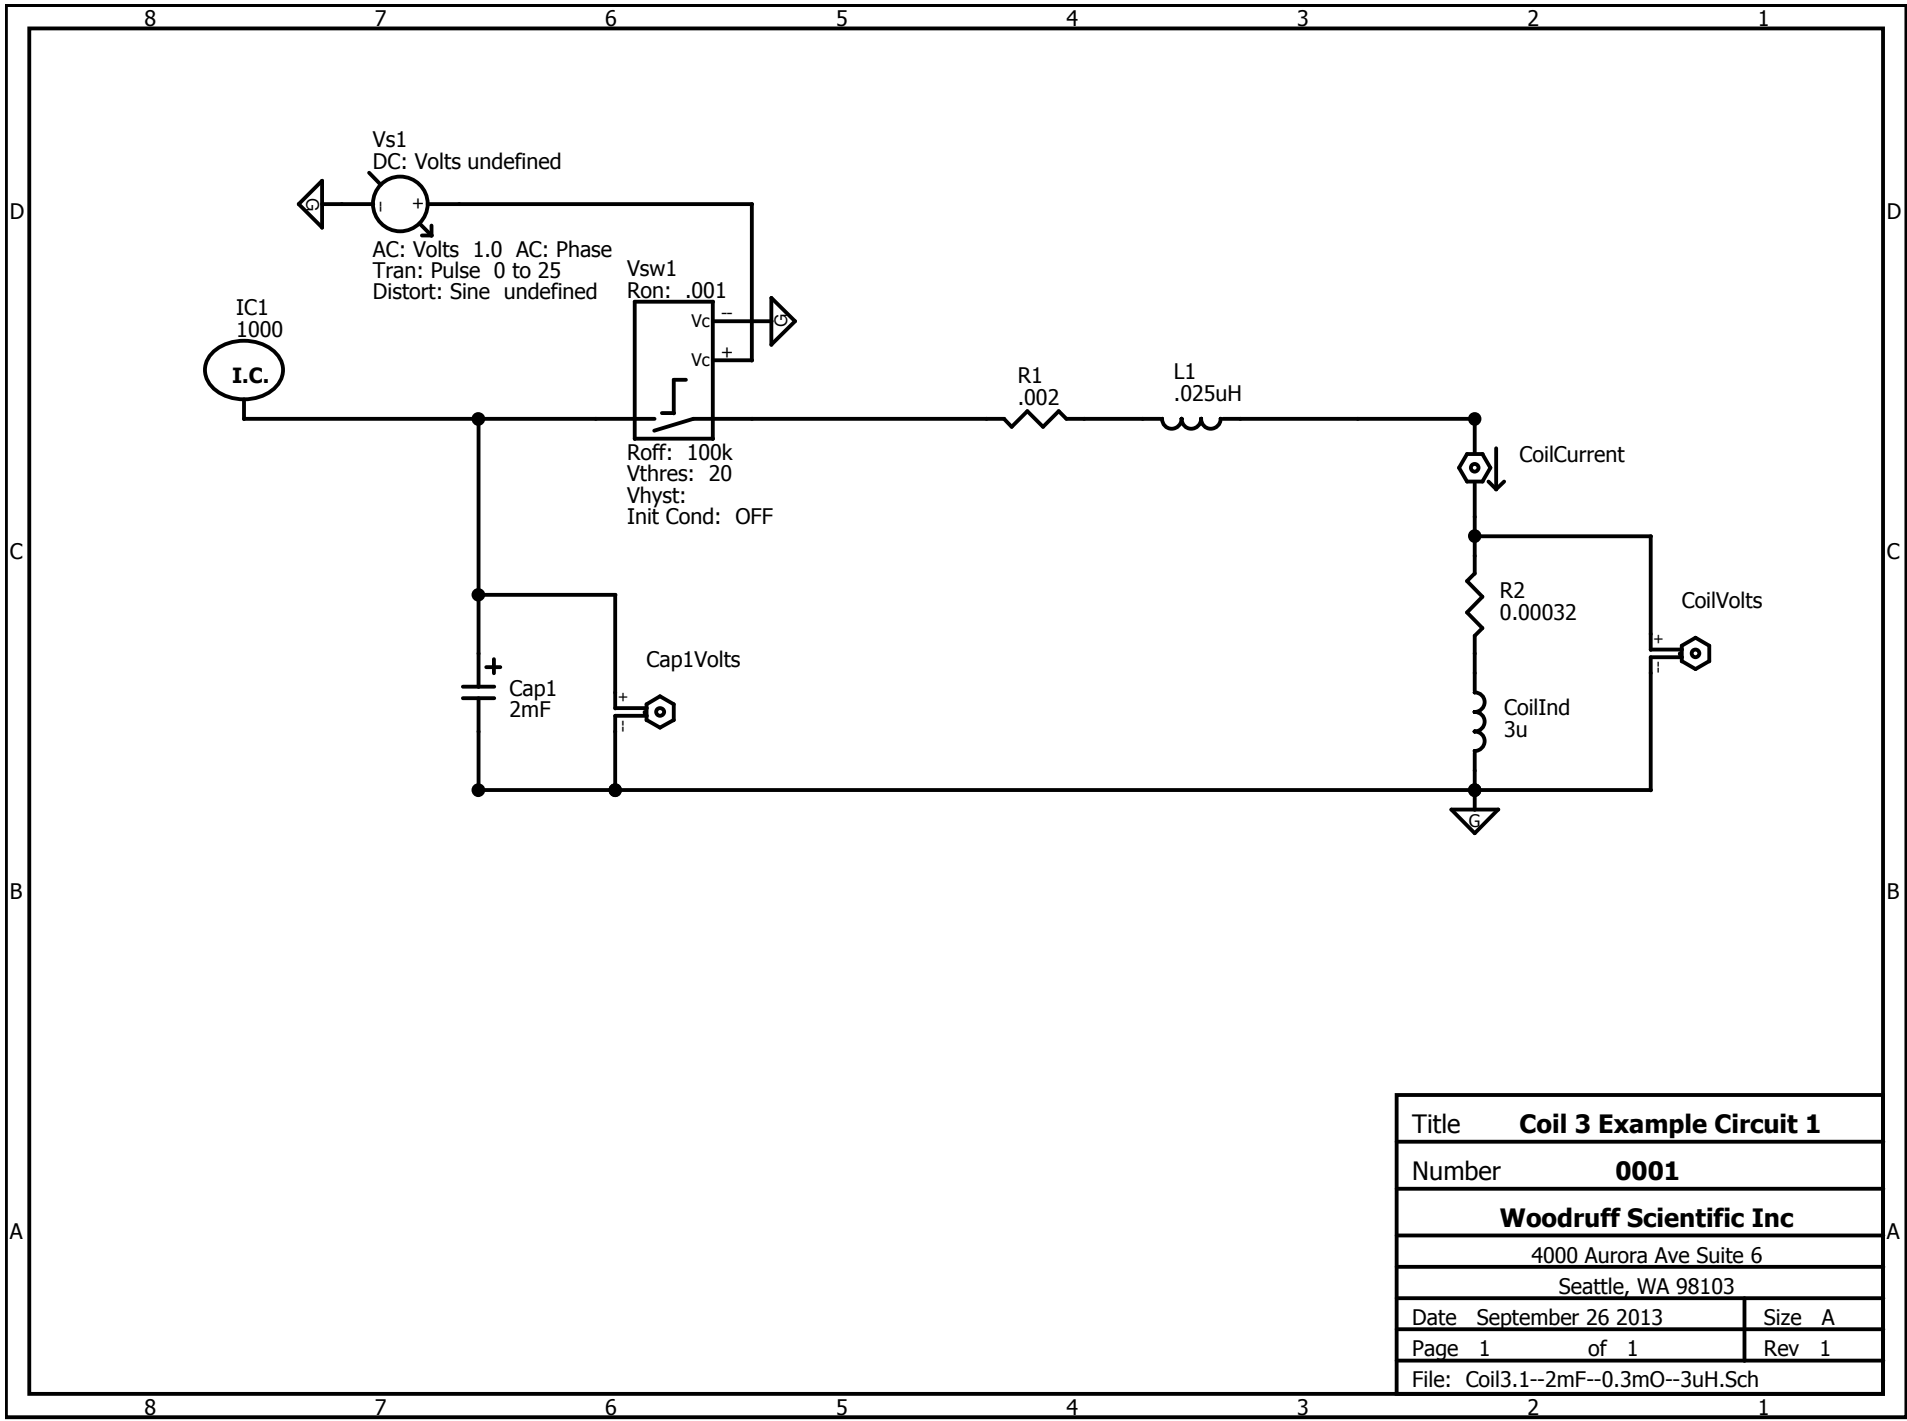 8 7 6 5 4 3 2 1
Vs1
DC: Volts undefined
G
- +
D D
AC: Volts 1.0 AC: Phase
Tran: Pulse 0 to 25
Distort: Sine undefined
Vsw1
Ron: .001
Vc --
G
Vc +
IC1
1000
I.C.
R1
.002
L1
.025uH
Roff: 100k
Vthres: 20
Vhyst:
Init Cond: OFF
CoilCurrent
C C
R2
0.00032
CoilVolts
+
--
Cap1Volts
+
Cap1
2mF
+
--
CoilInd
3u
G
B B
Title Coil 3 Example Circuit 1
Number 0001
Woodruff Scientific Inc
A A
4000 Aurora Ave Suite 6
Seattle, WA 98103
Date September 26 2013 Size A
Page 1 of 1 Rev 1
File: Coil3.1--2mF--0.3mO--3uH.Sch
8 7 6 5 4 3 2 1